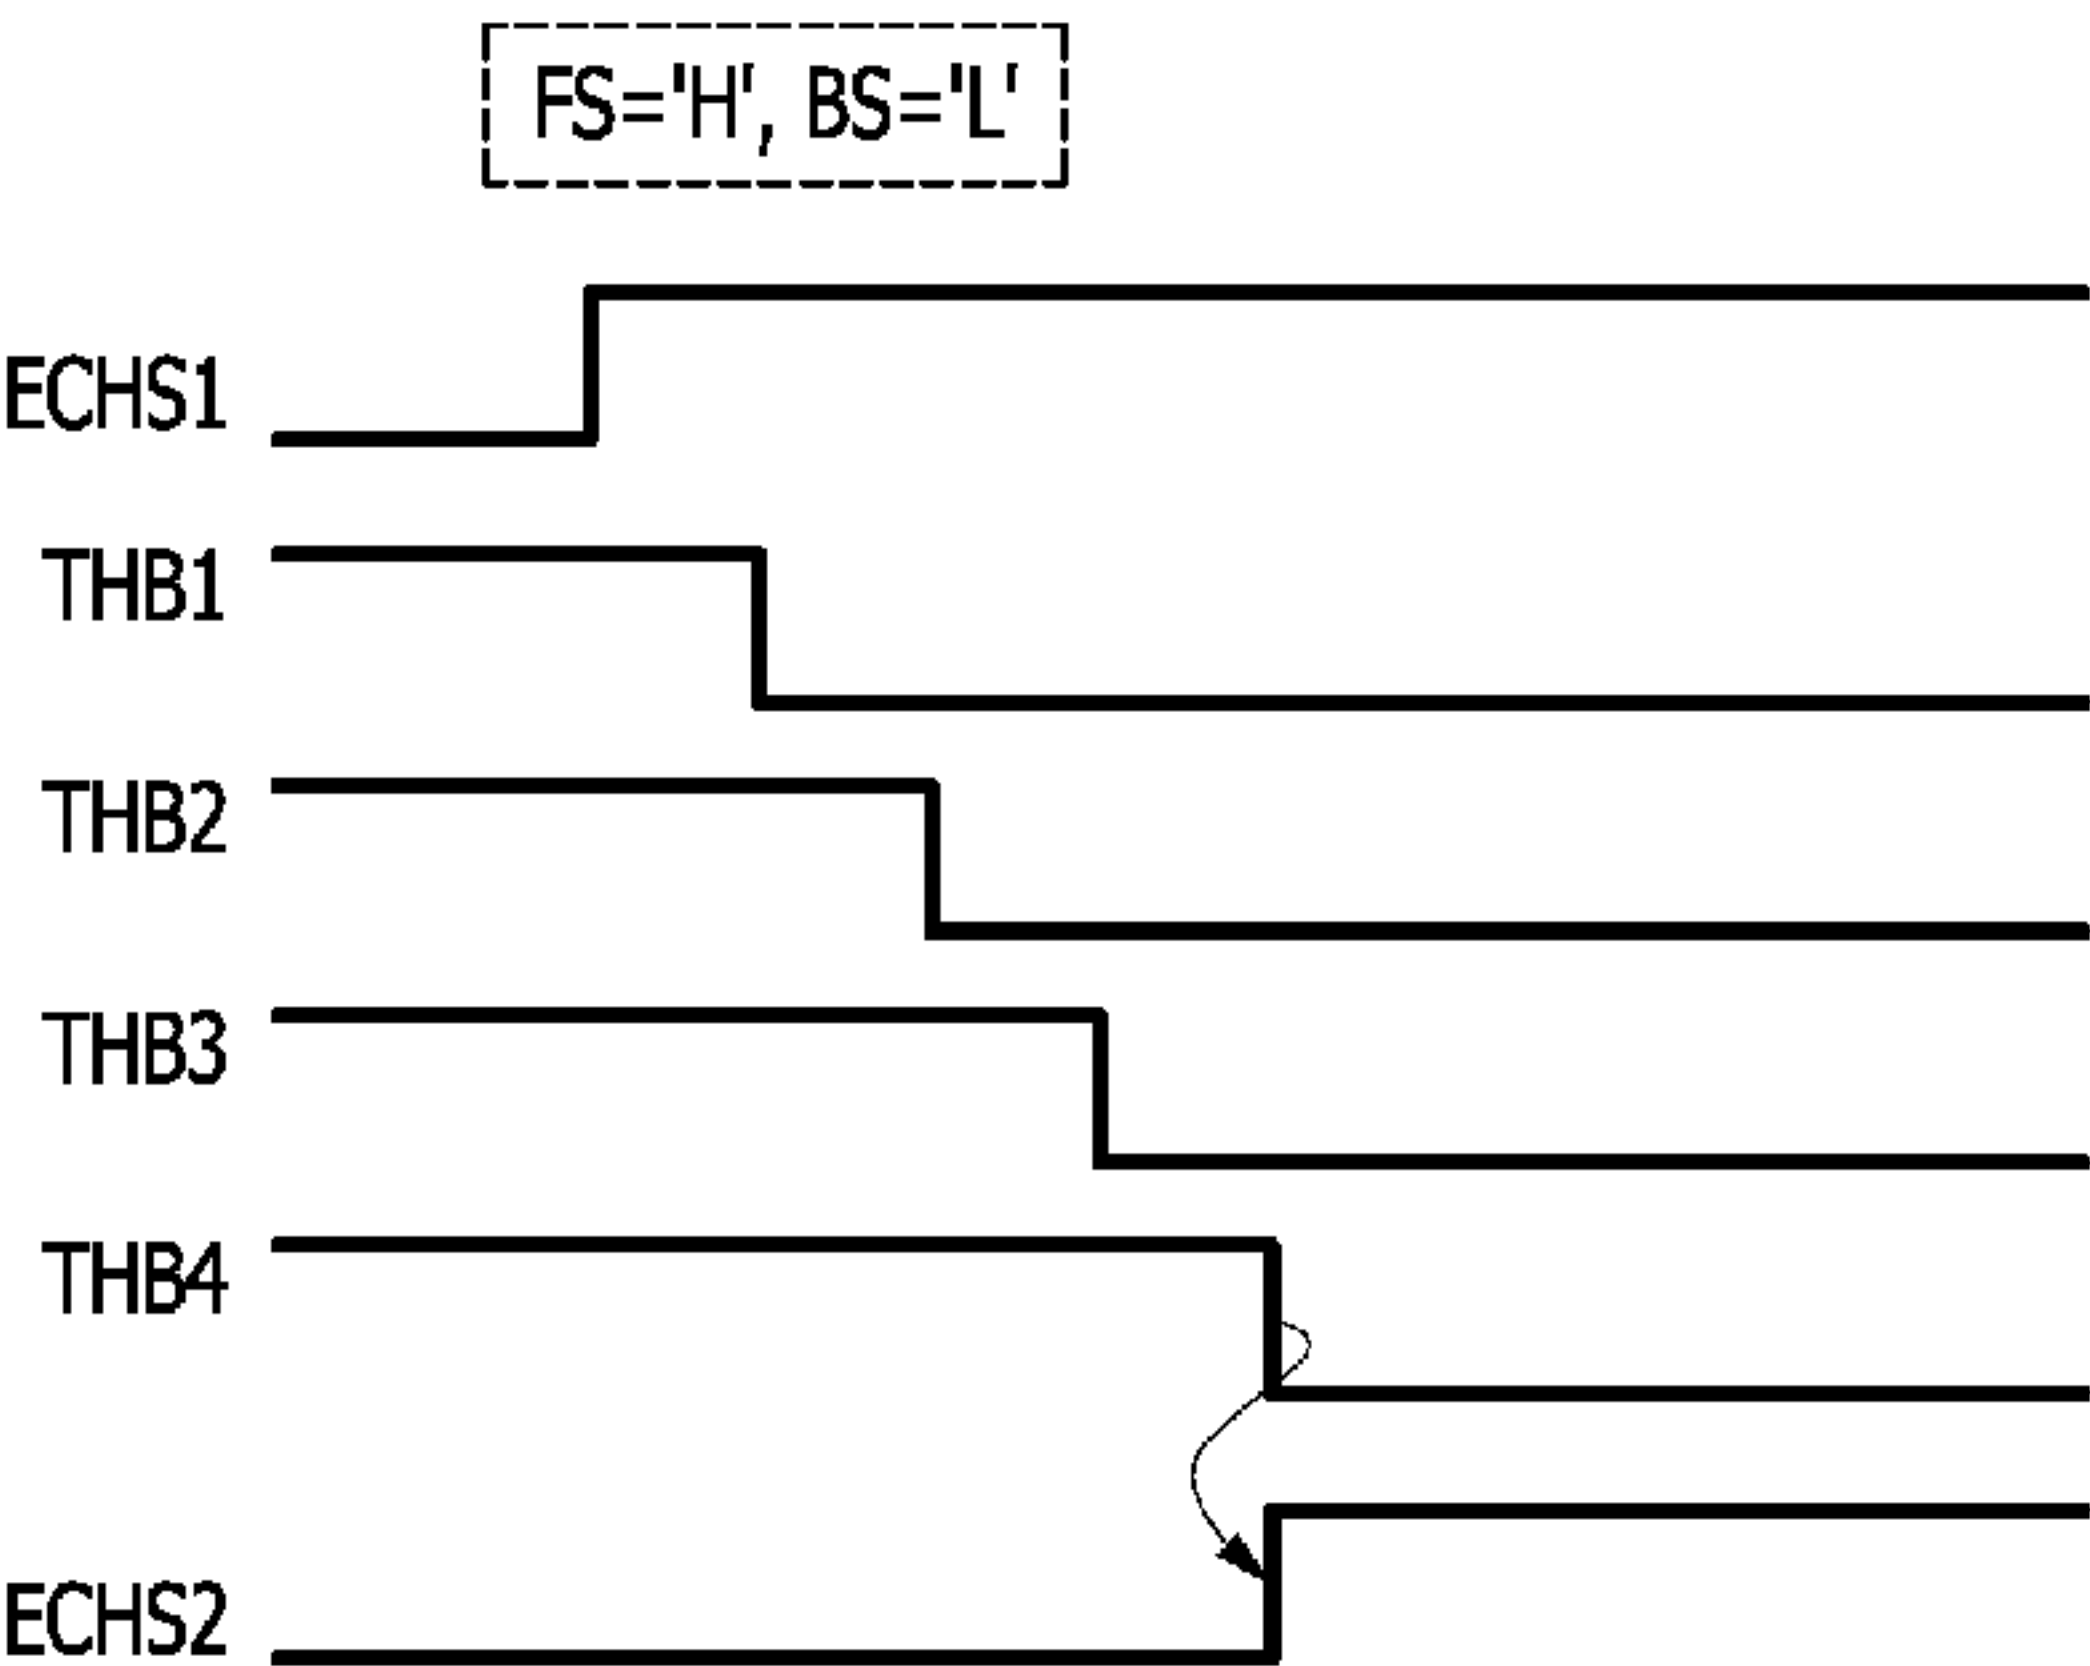 FS='H', BS='L'
ECHS1
THB1
THB2
THB3
THB4
ECHS2